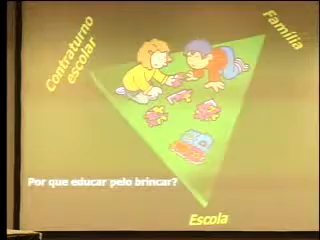 Contraturno
escolar
Família
Por que educar pelo brincar?
Escola